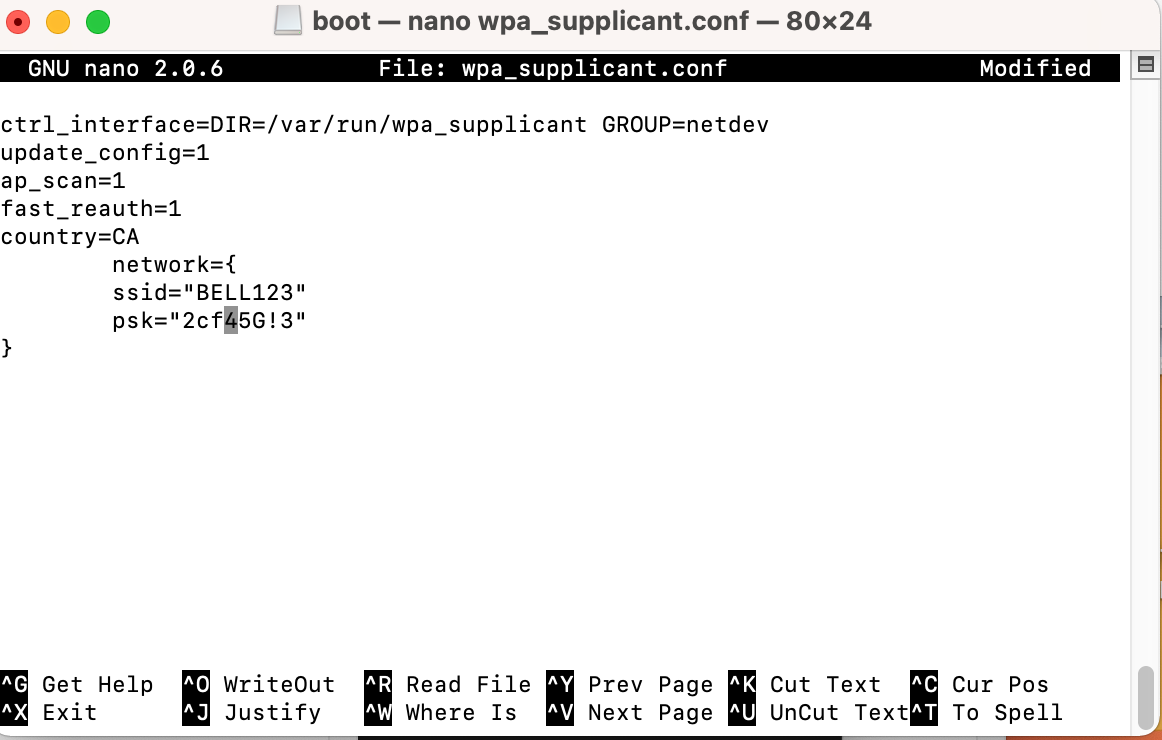 boot — nano wpa_supplicant.conf — 80×24
GNU nano 2.0.6 File: wpa_supplicant.conf Modified
ctrl_interface=DIR=/var/run/wpa_supplicant GROUP=netdev
update_config=1
ap_scan=1
fast_reauth=1
country=CA
network={
ssid="BELL123"
psk="2cf45G!3"
}
^G Get Help ^O WriteOut ^R Read File ^Y Prev Page ^K Cut Text ^C Cur Pos
^X Exit ^J Justify ^W Where Is ^V Next Page ^U UnCut Text ^T To Spell